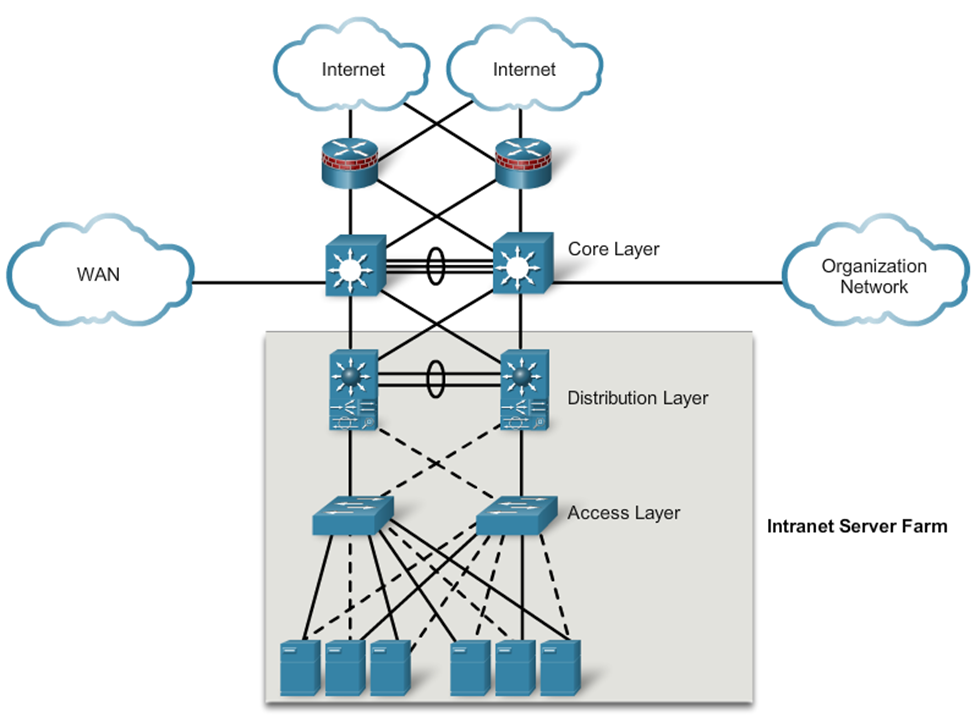 Internet
Internet
Core Layer
WAN
Organization
Network
Distribution Layer
Access Layer
Intranet Server Farm